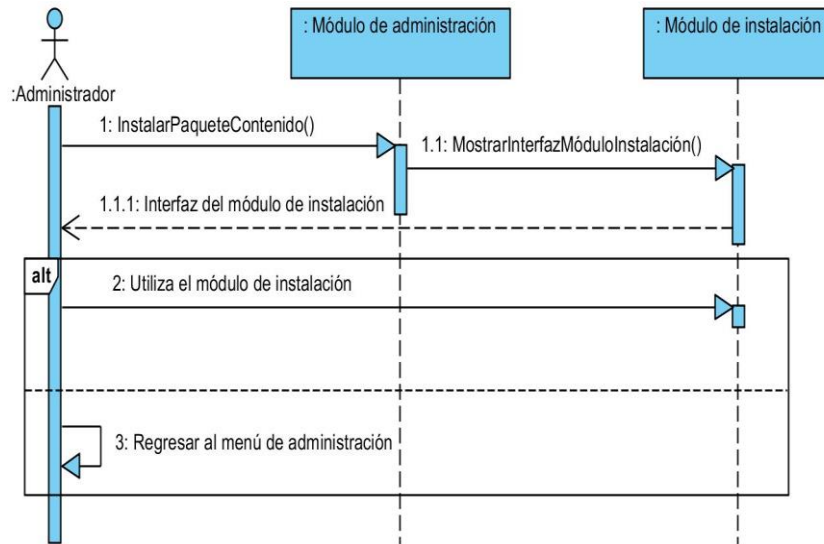 : Módulo de administración
: Módulo de instalación
:Administrador
1: InstalarPaqueteContenido()
1.1: MostrarInterfazMóduloInstalación()
1.1.1: Interfaz del módulo de instalación
alt
2: Utiliza el módulo de instalación
3: Regresar al menú de administración